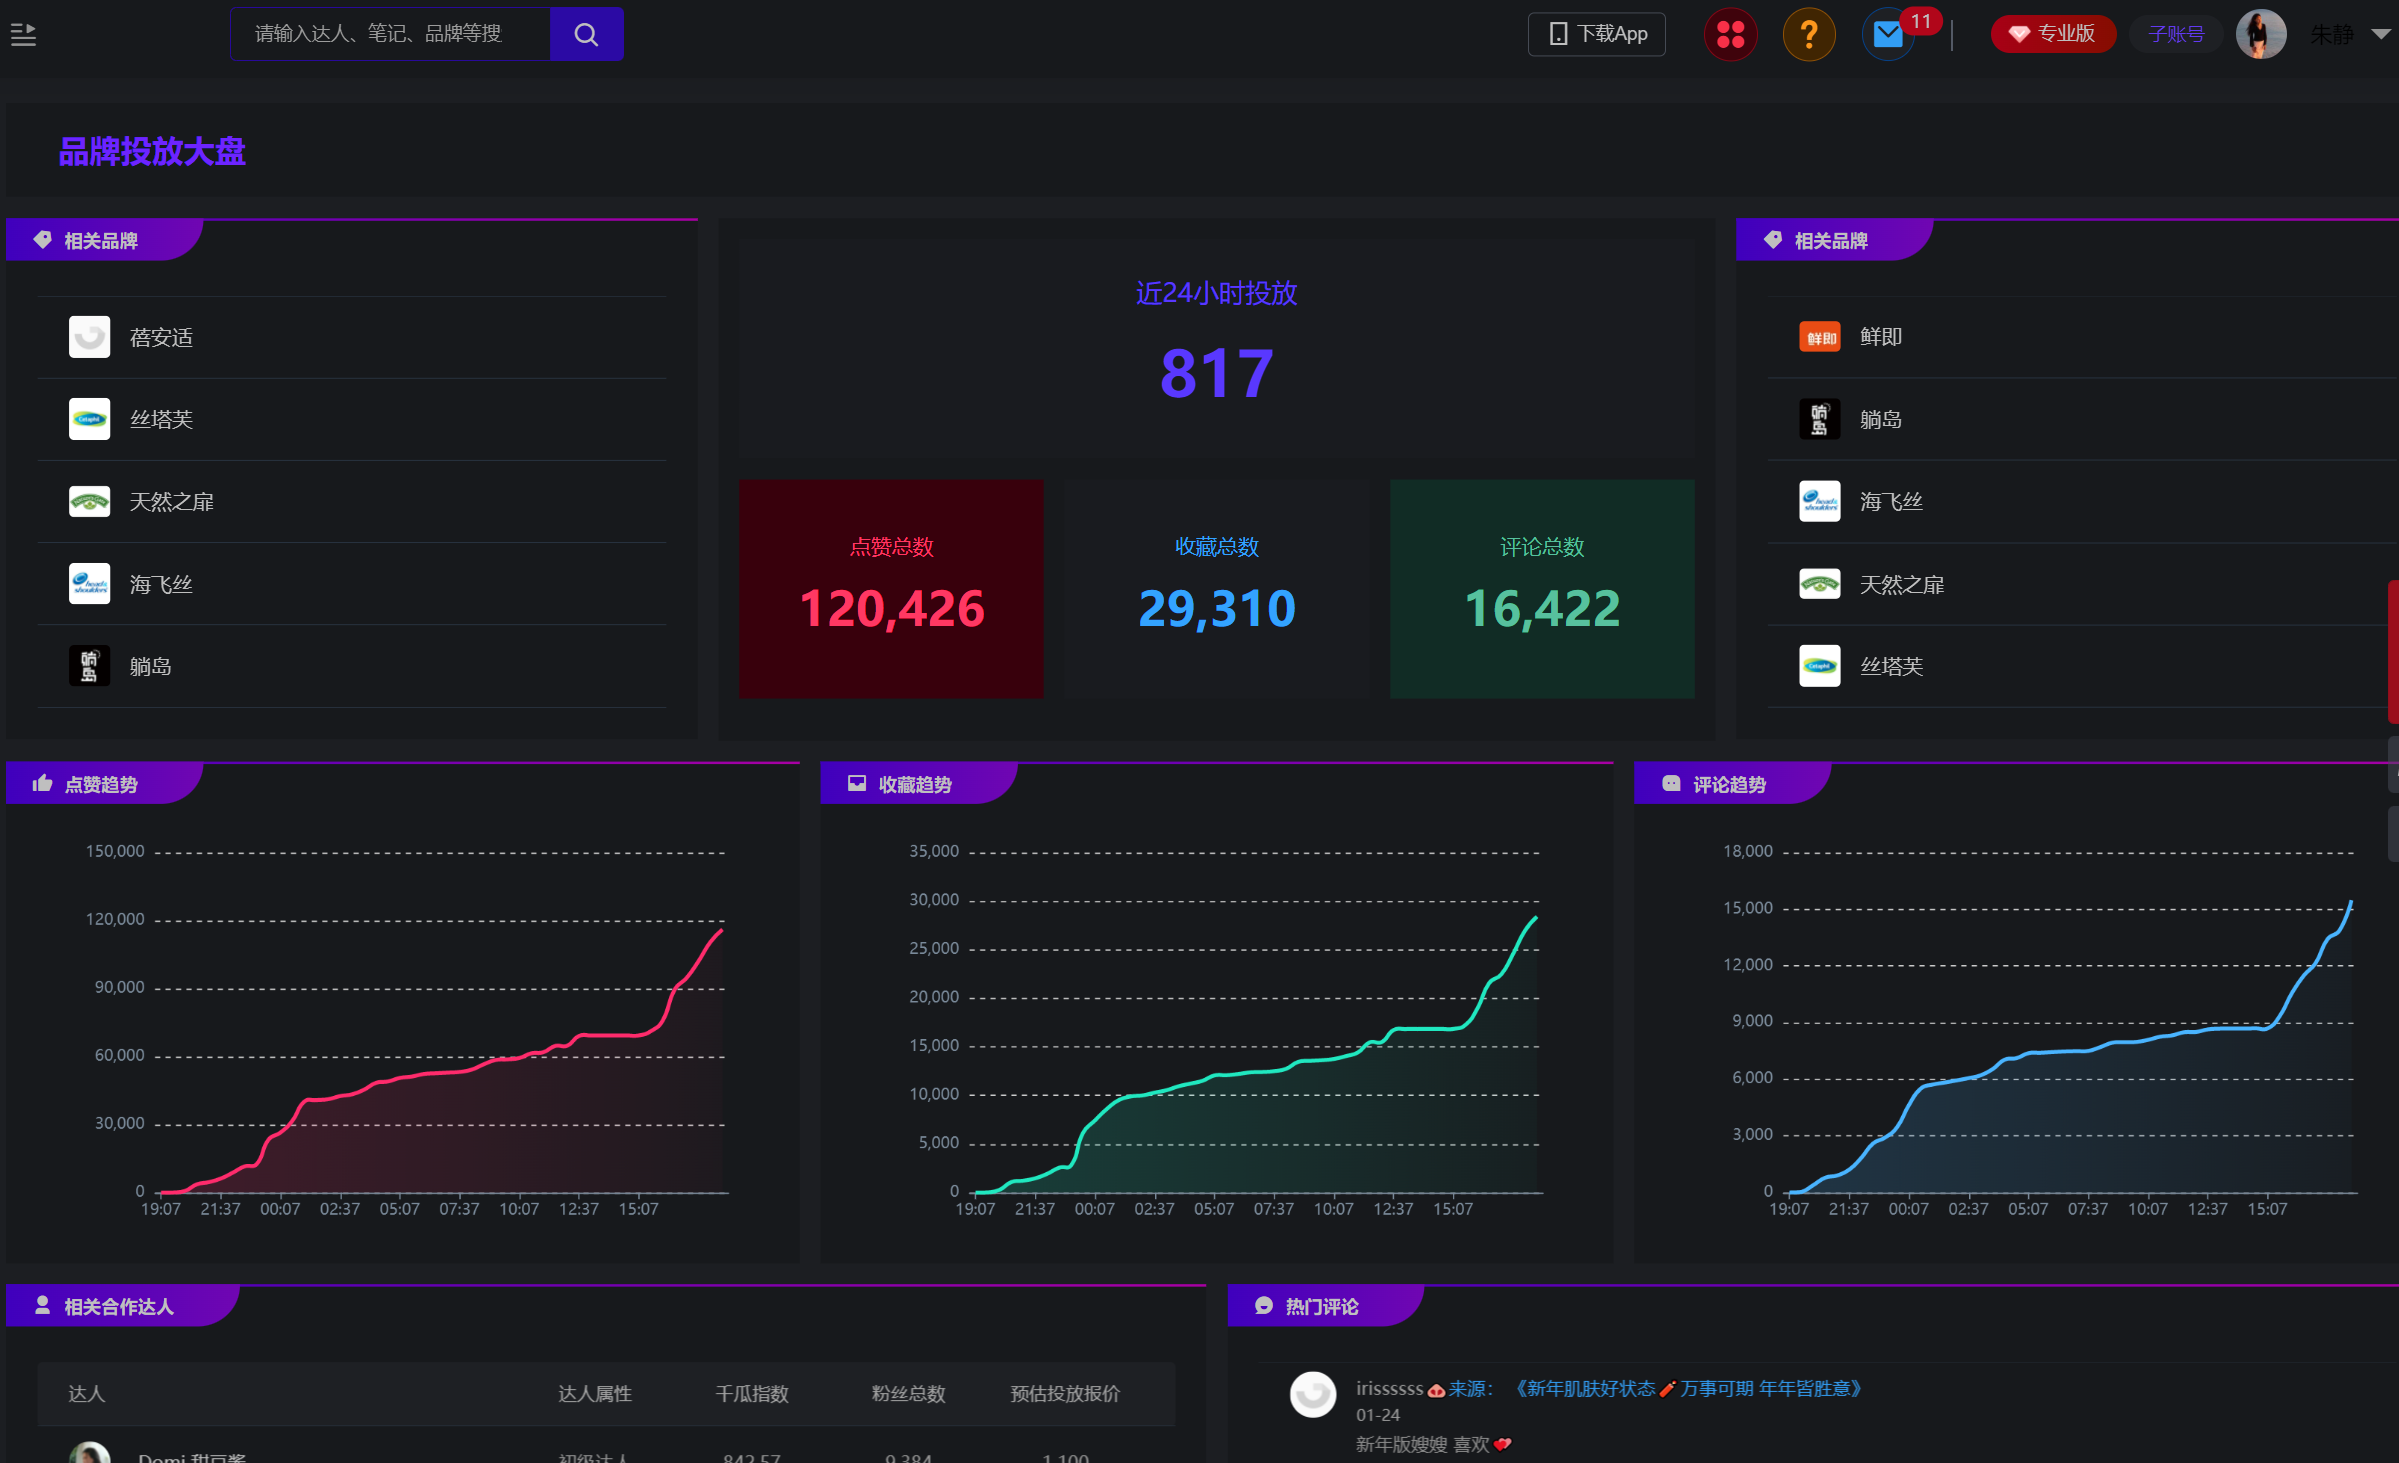 请输入达人、笔记、品牌等搜
下载App
11
专业版
子账号
朱静
品牌投放大盘
相关品牌
蓓安适
丝塔芙
天然之扉
海飞丝
躺岛
近24小时投放
817
点赞总数
120,426
收藏总数
29,310
评论总数
16,422
相关品牌
鲜即
鲜即
躺岛
海飞丝
天然之扉
丝塔芙
点赞趋势
150,000
120,000
90,000
60,000
30,000
0
19:07 21:37 00:07 02:37 05:07 07:37 10:07 12:37 15:07
收藏趋势
35,000
30,000
25,000
20,000
15,000
10,000
5,000
0
19:07 21:37 00:07 02:37 05:07 07:37 10:07 12:37 15:07
评论趋势
18,000
15,000
12,000
9,000
6,000
3,000
0
19:07 21:37 00:07 02:37 05:07 07:37 10:07 12:37 15:07
相关合作达人
达人 达人属性 千瓜指数 粉丝总数 预估投放报价
Domi 甜豆酱 初级达人 842.57 9,384 1,100
热门评论
irissssss🐽来源： 《新年肌肤好状态🧨万事可期 年年皆胜意》
01-24
新年版嫂嫂 喜欢💕